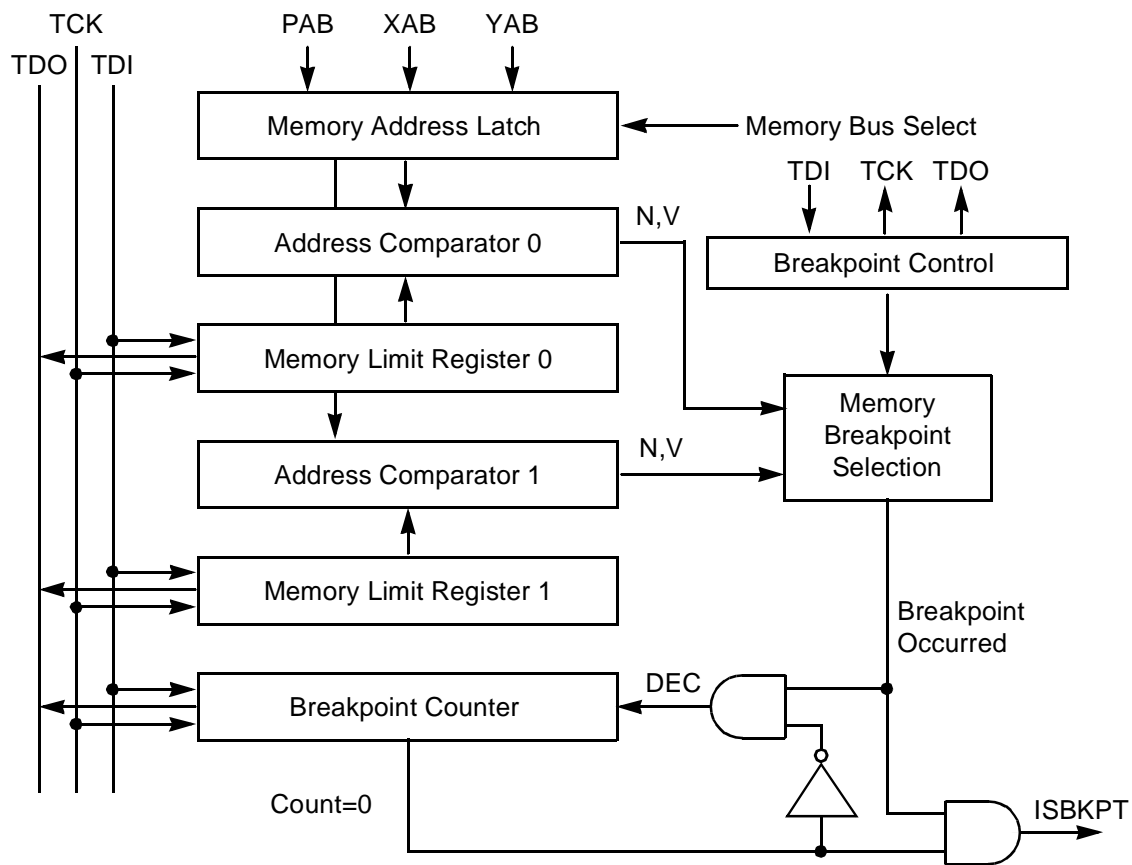 TCK
PAB XAB YAB
TDO TDI
Memory Address Latch
Memory Bus Select
TDI TCK TDO
N,V
Address Comparator 0
Breakpoint Control
Memory Limit Register 0
Memory
Breakpoint
Selection
N,V
Address Comparator 1
Memory Limit Register 1
Breakpoint
Occurred
DEC
Breakpoint Counter
Count=0
ISBKPT